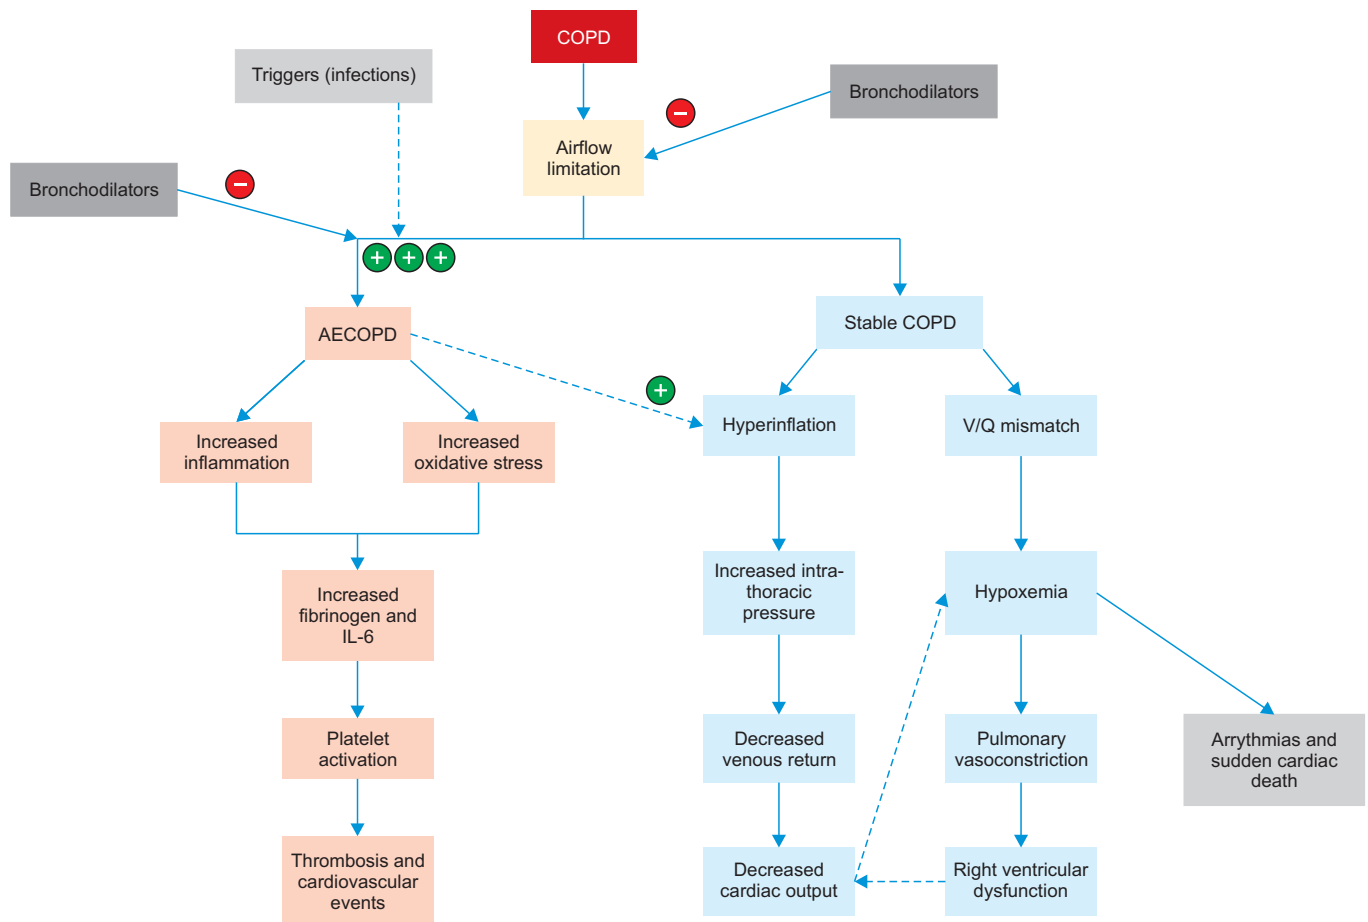 COPD
Triggers (infections)
Bronchodilators
Airflow
limitation
Bronchodilators
AECOPD
Stable COPD
Increased
inflammation
Increased
oxidative stress
Hyperinflation
V/Q mismatch
Increased
fibrinogen and
IL-6
Increased intra-
thoracic
pressure
Hypoxemia
Platelet
activation
Decreased
venous return
Pulmonary
vasoconstriction
Arrythmias and
sudden cardiac
death
Thrombosis and
cardiovascular
events
Decreased
cardiac output
Right ventricular
dysfunction